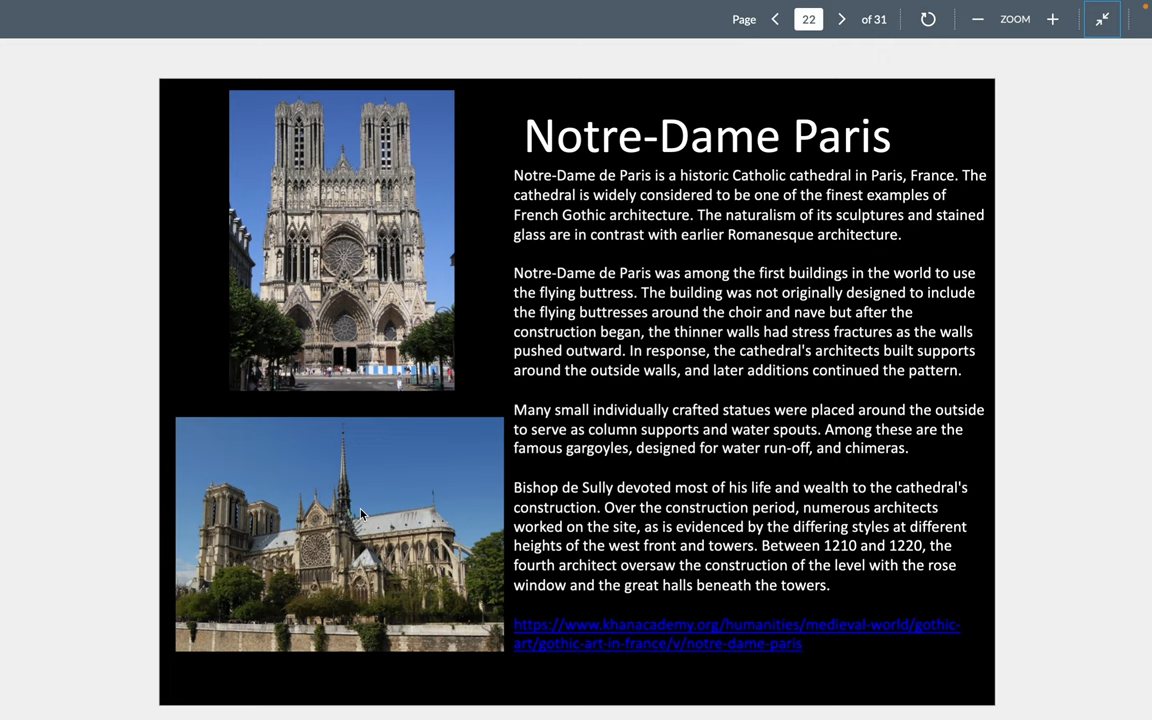 Page
22
of 31
ZOOM
Notre-Dame Paris
Notre-Dame de Paris is a historic Catholic cathedral in Paris, France. The
cathedral is widely considered to be one of the finest examples of
French Gothic architecture. The naturalism of its sculptures and stained
glass are in contrast with earlier Romanesque architecture.
Notre-Dame de Paris was among the first buildings in the world to use
the flying buttress. The building was not originally designed to include
the flying buttresses around the choir and nave but after the
construction began, the thinner walls had stress fractures as the walls
pushed outward. In response, the cathedral's architects built supports
around the outside walls, and later additions continued the pattern.
Many small individually crafted statues were placed around the outside
to serve as column supports and water spouts. Among these are the
famous gargoyles, designed for water run-off, and chimeras.
Bishop de Sully devoted most of his life and wealth to the cathedral's
construction. Over the construction period, numerous architects
worked on the site, as is evidenced by the differing styles at different
heights of the west front and towers. Between 1210 and 1220, the
fourth architect oversaw the construction of the level with the rose
window and the great halls beneath the towers.
https://www.khanacademy.org/humanities/medieval-world/gothic-
art/gothic-art-in-france/v/notre-dame-paris